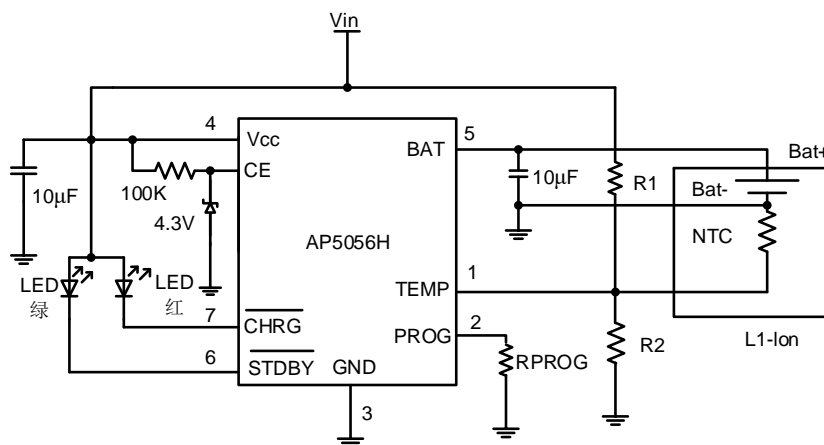 Vin
4
Vcc
5
BAT
Bat+
10μF
100K
CE
10μF
R1
Bat-
4.3V
AP5056H
NTC
LED
绿
LED
红
1
TEMP
7
CHRG
2
PROG
R2
L1-Ion
6
STDBY
GND
RPROG
3